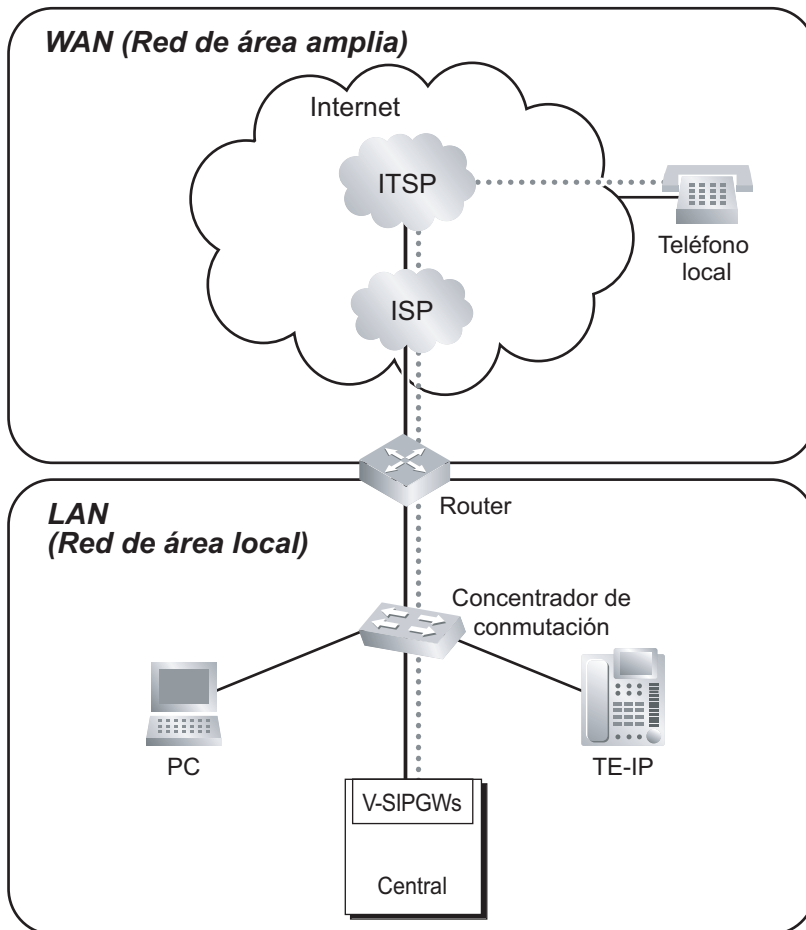 WAN (Red de área amplia)
Internet
ITSP
Teléfono
local
ISP
Router
LAN
(Red de área local)
Concentrador de
conmutación
PC
TE-IP
V-SIPGWs
Central